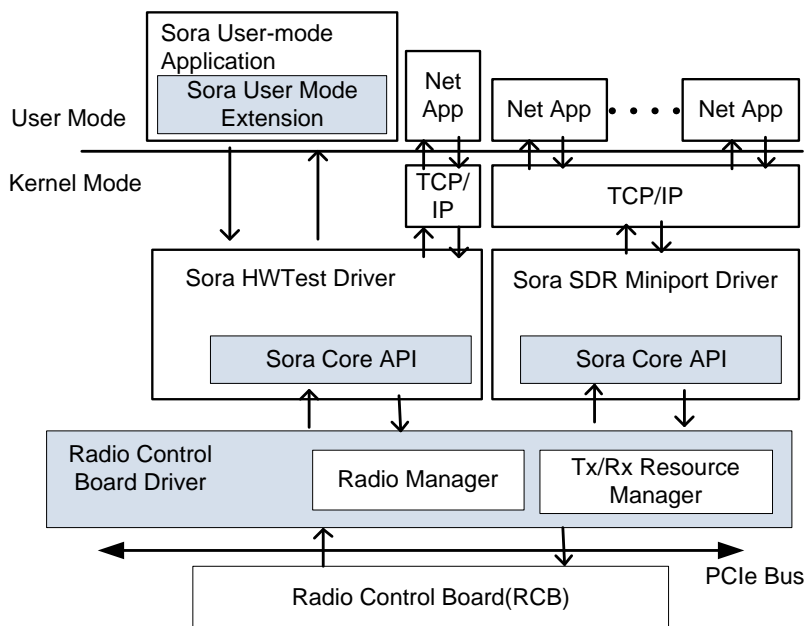 Sora User-mode
Application
Sora User Mode
Extension
Net
App
Net App
Net App
User Mode
Kernel Mode
TCP/
IP
TCP/IP
Sora HWTest Driver
Sora SDR Miniport Driver
Sora Core API
Sora Core API
Radio Control
Board Driver
Radio Manager
Tx/Rx Resource
Manager
PCIe Bus
Radio Control Board(RCB)